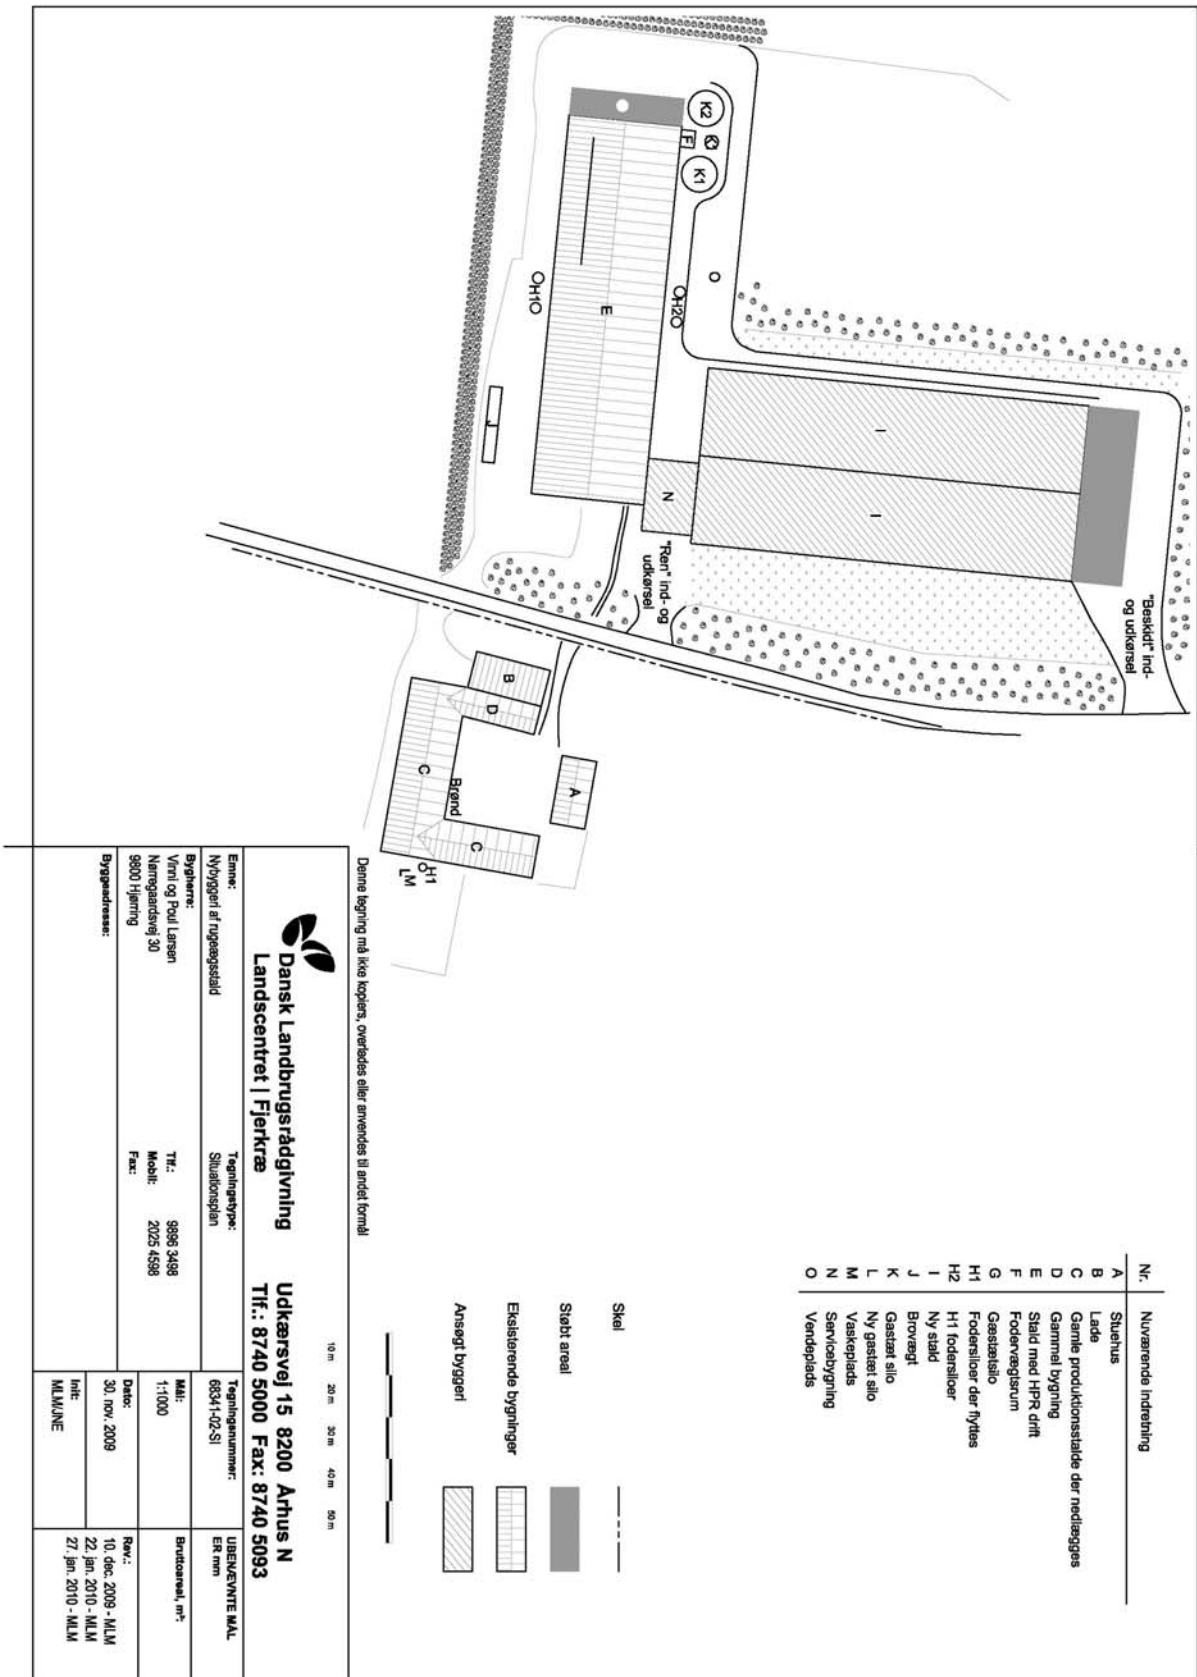 Nr. Nuværende indretning
A Stuehus
B Lade
C Gamle produktionsstalde der nedlægges
D Gammel bygning
E Stald med HPR drift
F Fodervægtsrum
G Gastætsilo
H1 Fodersiloer der flyttes
H2 H1 fodersiloer
I Ny stald
J Brovægt
K Gastæt silo
L Ny gastæt silo
M Vaskeplads
N Servicebygning
O Vendeplads
Skel
Støbt areal
Eksisterende bygninger
Ansøgt byggeri
10 m 20 m 30 m 40 m 50 m
"Beskidt" ind-
og udkørsel
"Ren" ind- og
udkørsel
I
I
N
O
K2
K1
F
H2
E
H1
J
B
D
A
C
Brønd
C
H1
LM
Denne tegning må ikke kopiers, overlades eller anvendes til andet formål
Dansk Landbrugsrådgivning
Landscentret | Fjerkræ
Udkærsvej 15 8200 Århus N
Tlf.: 8740 5000 Fax: 8740 5093
Emne:
Nybyggeri af rugeægsstald
Tegningstype:
Situationsplan
Tegningsnummer:
68341-02-SI
UBENÆVNTE MÅL
ER mm
Bygherre:
Vinni og Poul Larsen
Nørregaardsvej 30
9800 Hjørring
Tlf.: 9896 3498
Mobil: 2025 4598
Fax:
Mål:
1:1000
Bruttoareal, m²:
Byggeadresse:
Dato:
30. nov. 2009
Rev.:
10. dec. 2009 - MLM
22. jan. 2010 - MLM
27. jan. 2010 - MLM
Init:
MLM/JNE